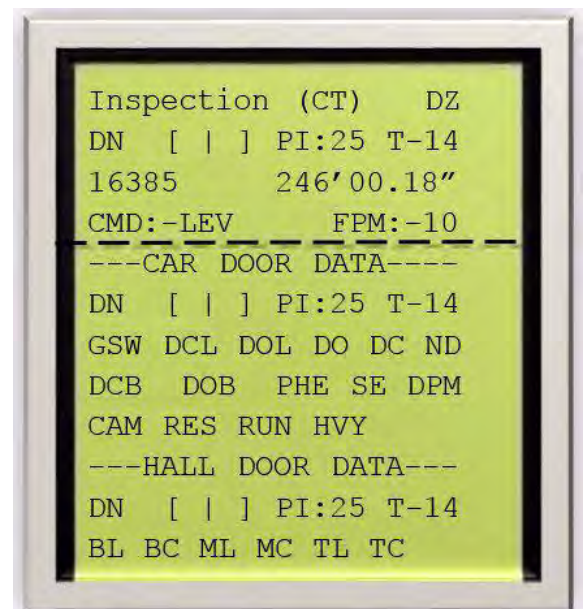 Inspection (CT) DZ
DN [ | ] PI:25 T-14
16385 246′00.18″
CMD:-LEV FPM:-10
---CAR DOOR DATA----
DN [ | ] PI:25 T-14
GSW DCL DOL DO DC ND
DCB DOB PHE SE DPM
CAM RES RUN HVY
---HALL DOOR DATA---
DN [ | ] PI:25 T-14
BL BC ML MC TL TC